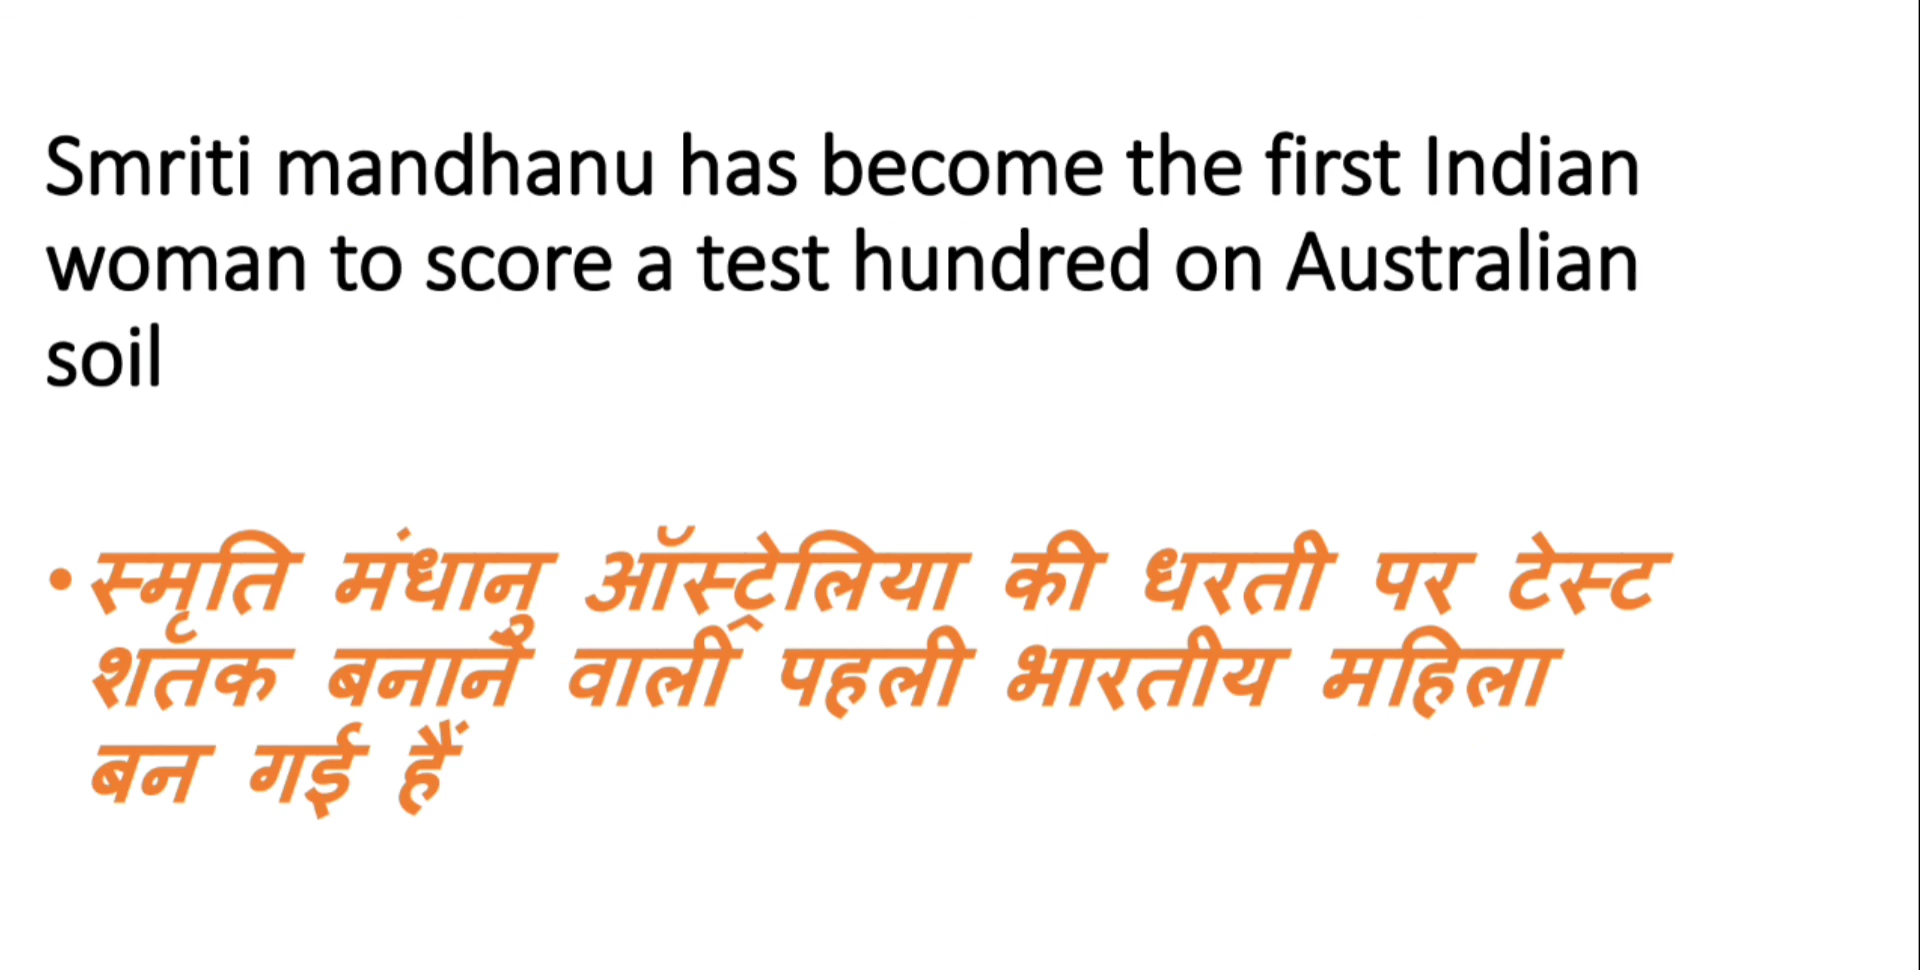 Smriti mandhanu has become the first Indian
woman to score a test hundred on Australian
soil
•स्मृति मंधानु ऑस्ट्रेलिया की धरती पर टेस्ट
शतक बनाने वाली पहली भारतीय महिला
बन गई हैं